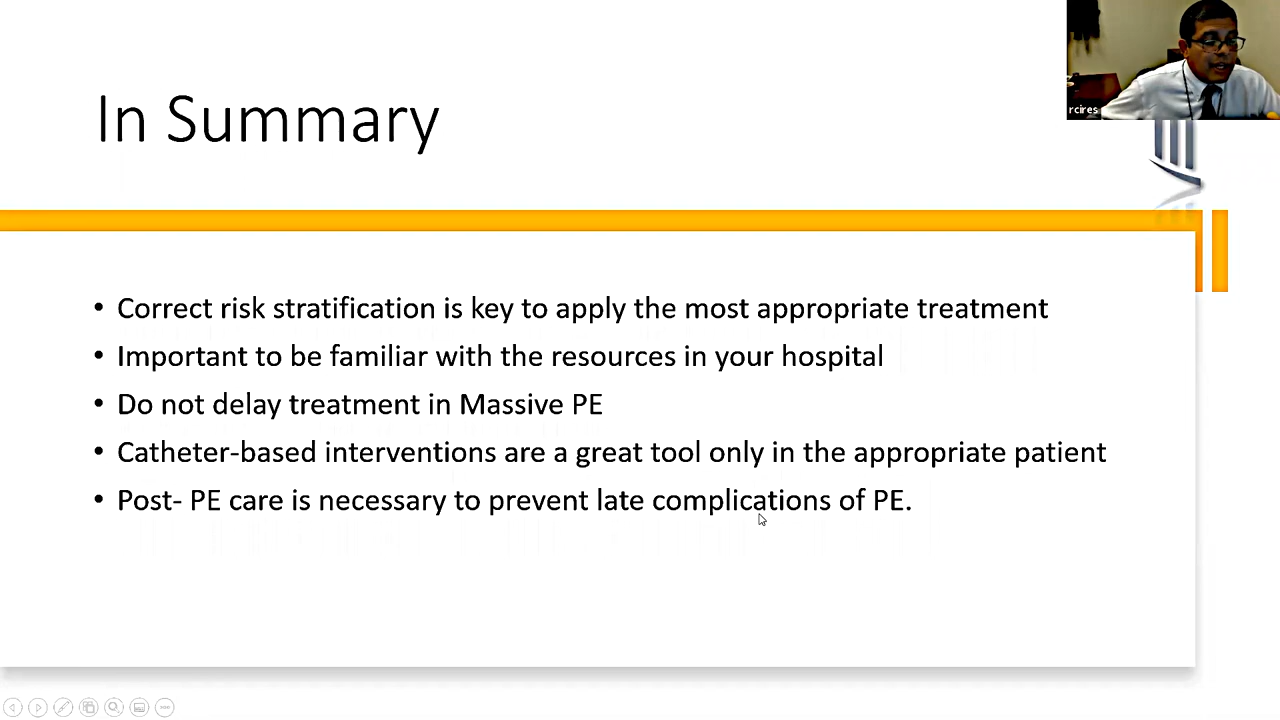 rcires
In Summary
• Correct risk stratification is key to apply the most appropriate treatment
• Important to be familiar with the resources in your hospital
• Do not delay treatment in Massive PE
• Catheter-based interventions are a great tool only in the appropriate patient
• Post- PE care is necessary to prevent late complications of PE.